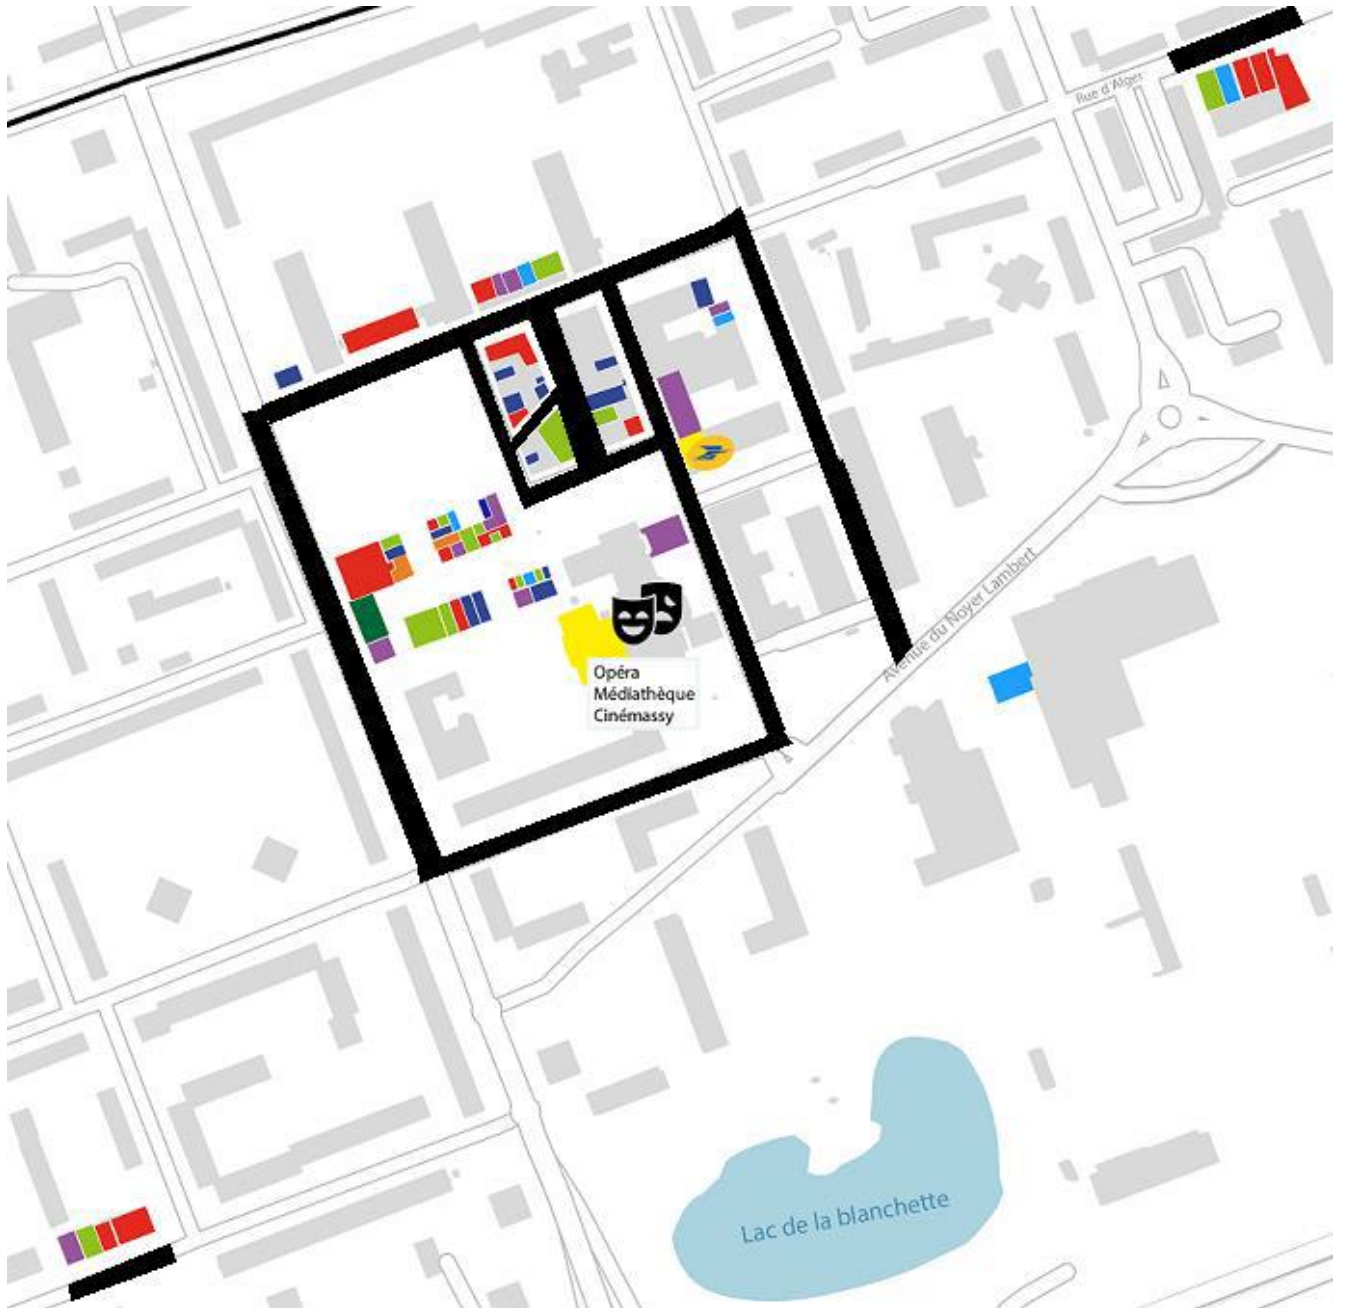 Rue d'Alger
Avenue du Noyer Lambert
Opéra
Médiathèque
Cinémassy
Lac de la blanchette